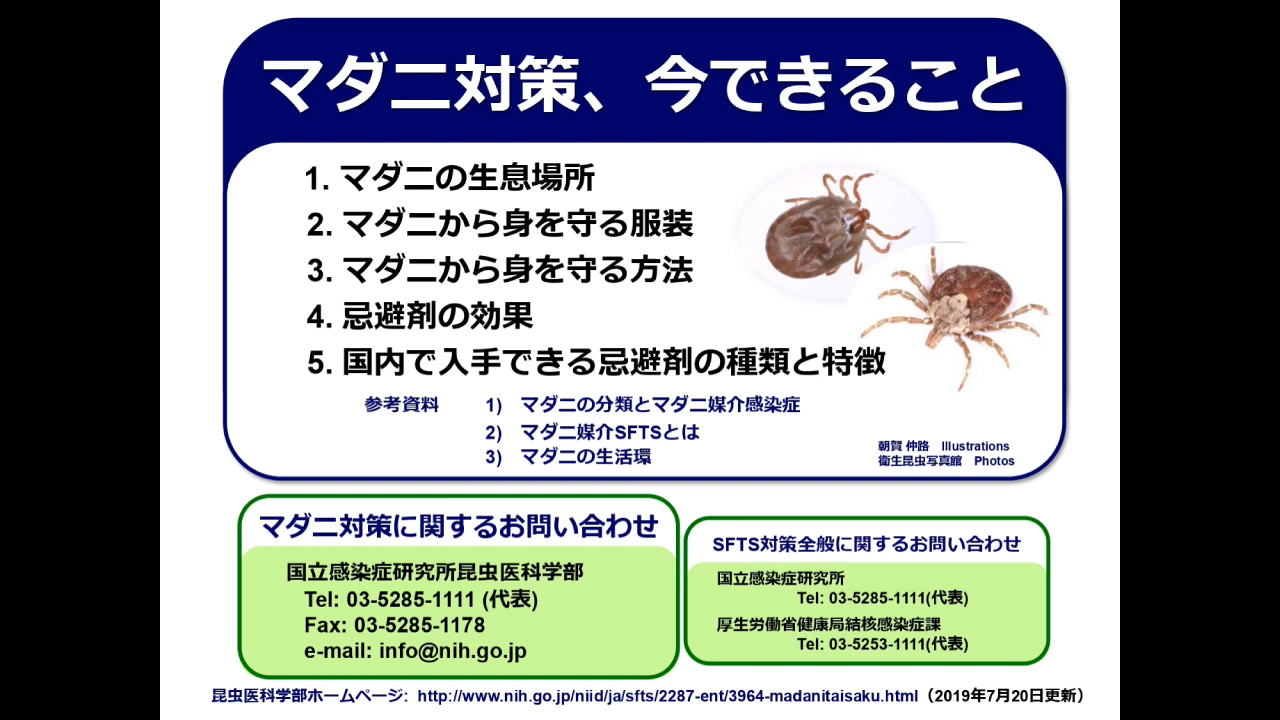 マダニ対策、今できること
1. マダニの生息場所
2. マダニから身を守る服装
3. マダニから身を守る方法
4. 忌避剤の効果
5. 国内で入手できる忌避剤の種類と特徴
参考資料 1) マダニの分類とマダニ媒介感染症
2) マダニ媒介SFTSとは
3) マダニの生活環
朝賀 仲路 Illustrations
衛生昆虫写真館 Photos
マダニ対策に関するお問い合わせ
国立感染症研究所昆虫医科学部
Tel: 03-5285-1111 (代表)
Fax: 03-5285-1178
e-mail: info@nih.go.jp
SFTS対策全般に関するお問い合わせ
国立感染症研究所
Tel: 03-5285-1111(代表)
厚生労働省健康局結核感染症課
Tel: 03-5253-1111(代表)
昆虫医科学部ホームページ: http://www.nih.go.jp/niid/ja/sfts/2287-ent/3964-madanitaisaku.html（2019年7月20日更新）